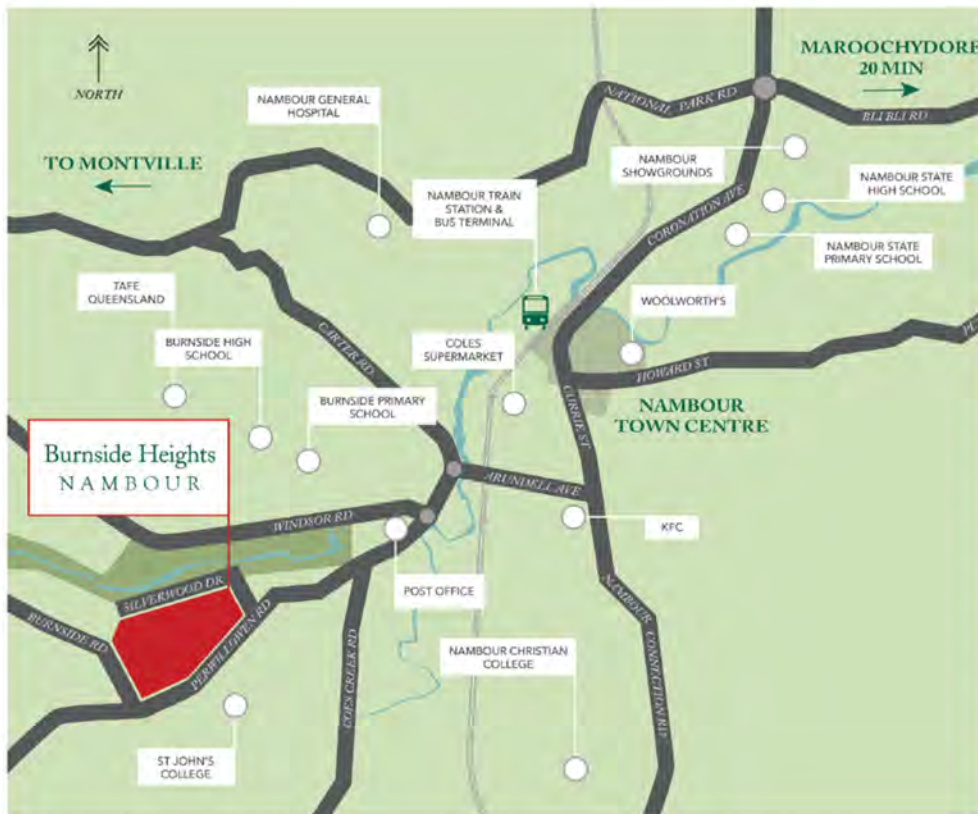 MAROOCHYDORE
20 MIN
NORTH
NATIONAL PARK RD
BLI BLI RD
NAMBOUR GENERAL
HOSPITAL
TO MONTVILLE
NAMBOUR
SHOWGROUNDS
NAMBOUR STATE
HIGH SCHOOL
NAMBOUR TRAIN
STATION &
BUS TERMINAL
CORONATION AVE
NAMBOUR STATE
PRIMARY SCHOOL
TAFE
QUEENSLAND
WOOLWORTH'S
BURNSIDE HIGH
SCHOOL
CARTER RD.
COLES
SUPERMARKET
HOWARD ST
BURNSIDE PRIMARY
SCHOOL
CURRIE ST
NAMBOUR
TOWN CENTRE
Burnside Heights
NAMBOUR
ARUNDELL AVE
WINDSOR RD
KFC
POST OFFICE
SILVERWOOD DR
BURNSIDE RD
PERWILLOWEN RD
COES CREEK RD
NAMBOUR CONNECTION RD
NAMBOUR CHRISTIAN
COLLEGE
ST JOHN'S
COLLEGE